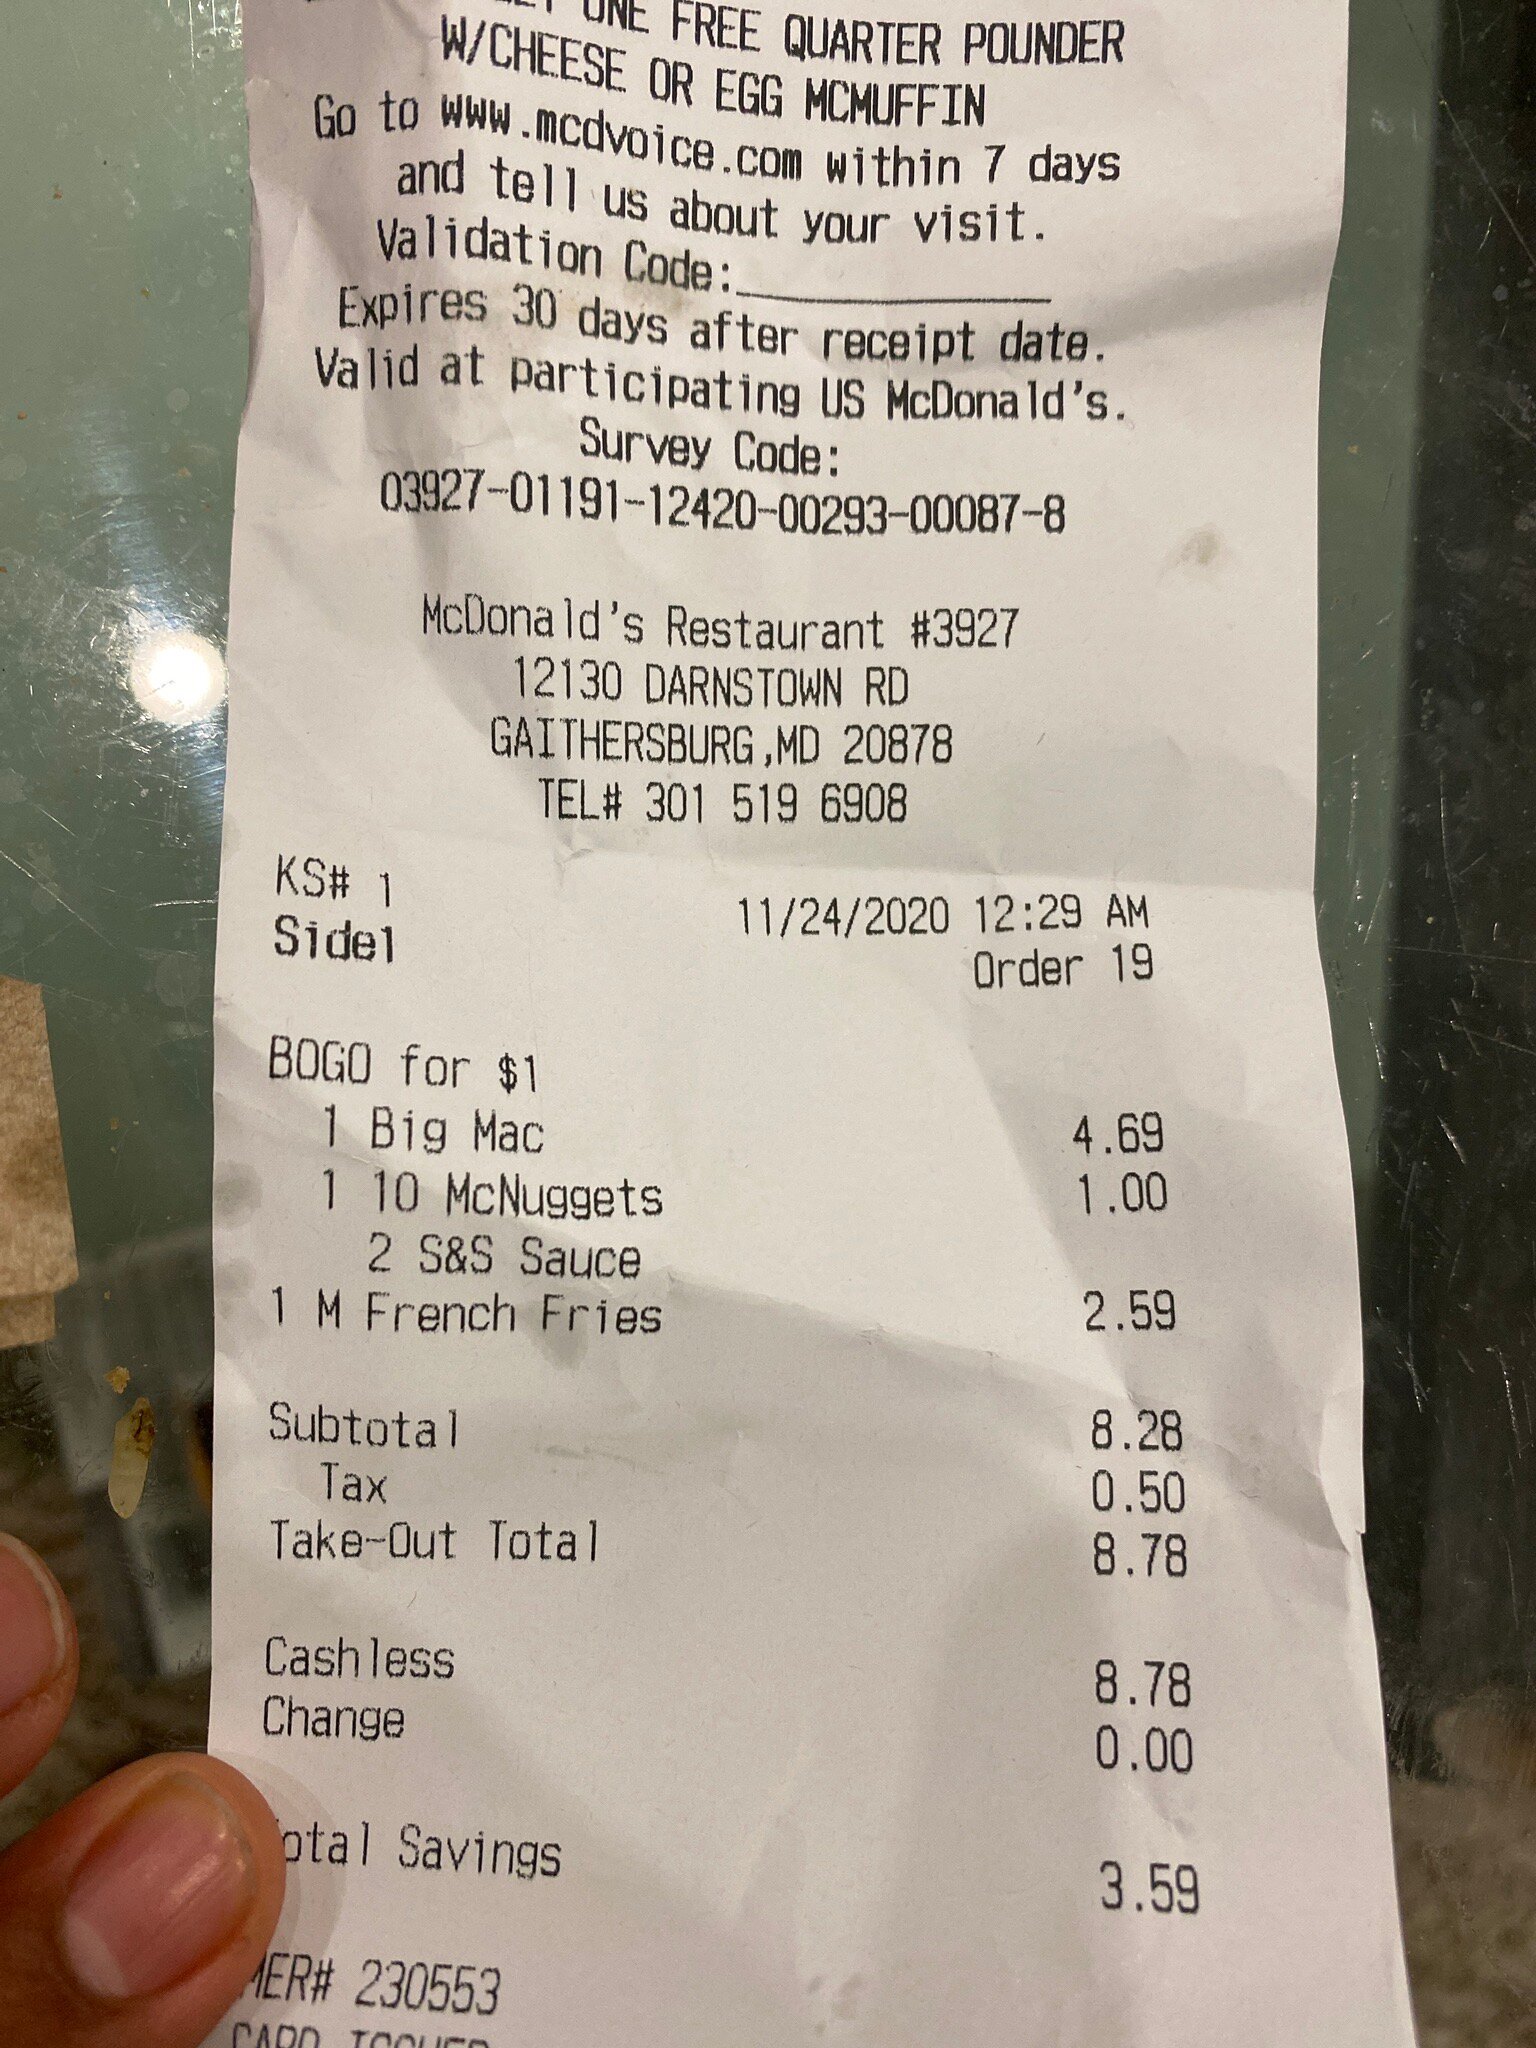 ONE FREE QUARTER POUNDER
W/CHEESE OR EGG MCMUFFIN
Go to www.mcdvoice.com within 7 days
and tell us about your visit.
Validation Code:______________
Expires 30 days after receipt date.
Valid at participating US McDonald's.
Survey Code:
03927-01191-12420-00293-00087-8
McDonald's Restaurant #3927
12130 DARNSTOWN RD
GAITHERSBURG,MD 20878
TEL# 301 519 6908
KS# 1 11/24/2020 12:29 AM
Side1 Order 19
BOGO for $1
1 Big Mac 4.69
1 10 McNuggets 1.00
2 S&S Sauce
1 M French Fries 2.59
Subtotal 8.28
Tax 0.50
Take-Out Total 8.78
Cashless 8.78
Change 0.00
Total Savings 3.59
MER# 230553
CARD ISSUER